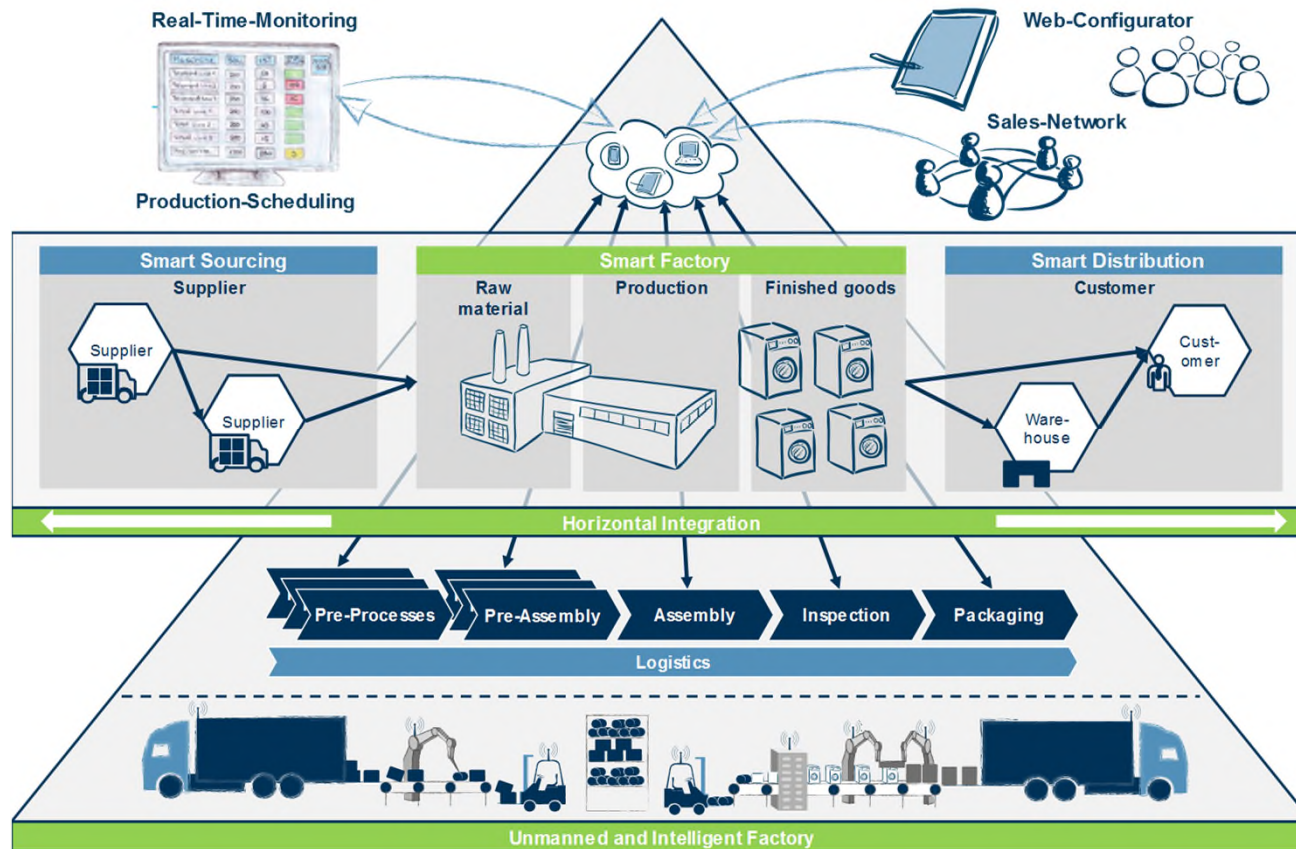 Real-Time-Monitoring
Web-Configurator
Sales-Network
Production-Scheduling
Smart Sourcing
Smart Factory
Smart Distribution
Supplier
Raw
material
Production
Finished goods
Customer
Supplier
Supplier
Cust-
omer
Ware-
house
Horizontal Integration
Pre-Processes
Pre-Assembly
Assembly
Inspection
Packaging
Logistics
Unmanned and Intelligent Factory